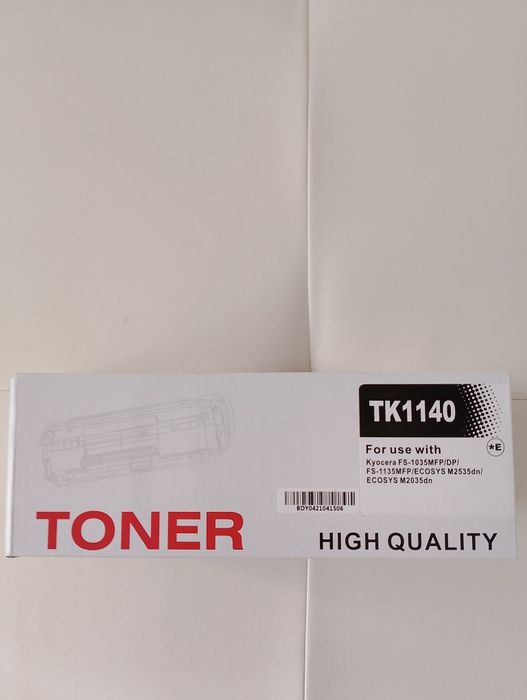 TK1140
For use with
*E
Kyocera FS-1035MFP/DP/
FS-1135MFP/ECOSYS M2535dn/
ECOSYS M2035dn
BDY0421041506
TONER
HIGH QUALITY